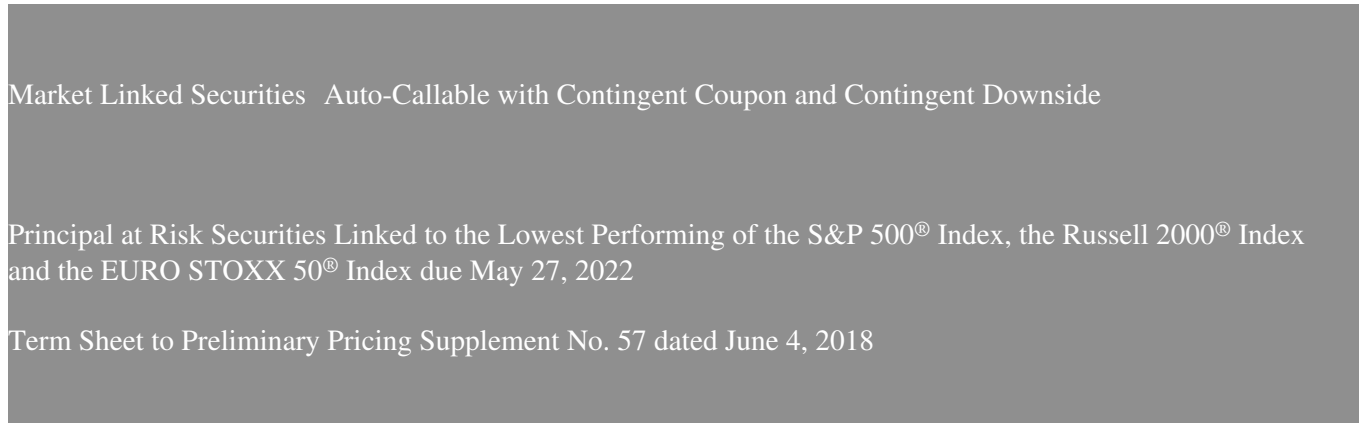 Market Linked Securities Auto-Callable with Contingent Coupon and Contingent Downside
Principal at Risk Securities Linked to the Lowest Performing of the S&P 500® Index, the Russell 2000® Index
and the EURO STOXX 50® Index due May 27, 2022
Term Sheet to Preliminary Pricing Supplement No. 57 dated June 4, 2018